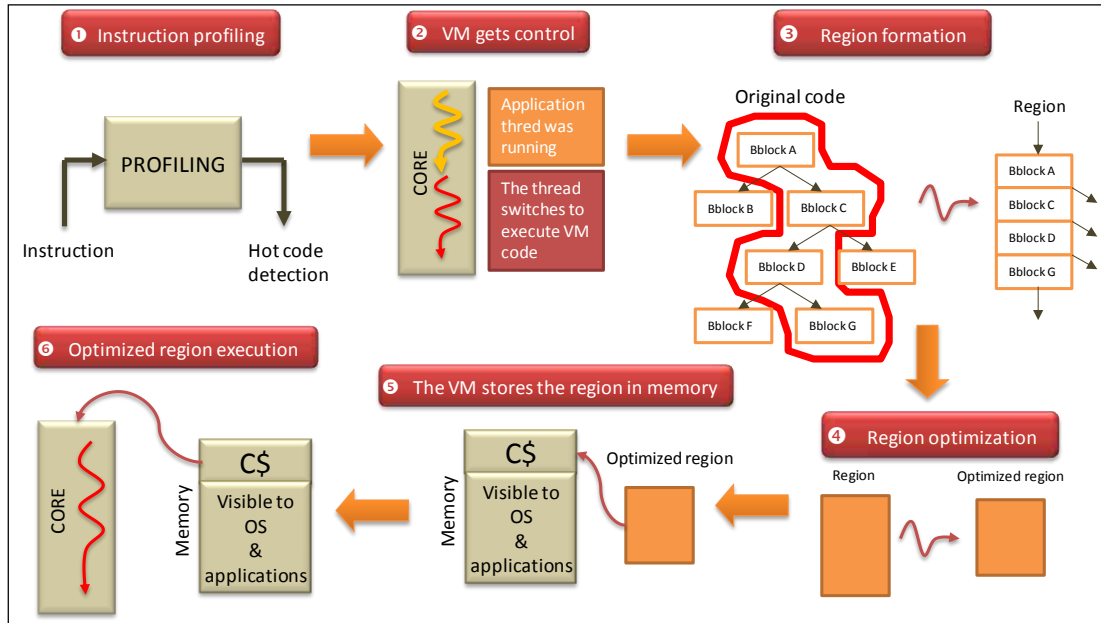 ❶ Instruction profiling
PROFILING
Instruction
Hot code
detection
❷ VM gets control
CORE
Application
thred was
running
The thread
switches to
execute VM
code
❸ Region formation
Original code
Bblock A
Bblock B
Bblock C
Bblock D
Bblock E
Bblock F
Bblock G
Region
Bblock A
Bblock C
Bblock D
Bblock G
❹ Region optimization
Region
Optimized region
❺ The VM stores the region in memory
Memory
C$
Visible to
OS
&
applications
Optimized region
❻ Optimized region execution
CORE
Memory
C$
Visible to
OS
&
applications